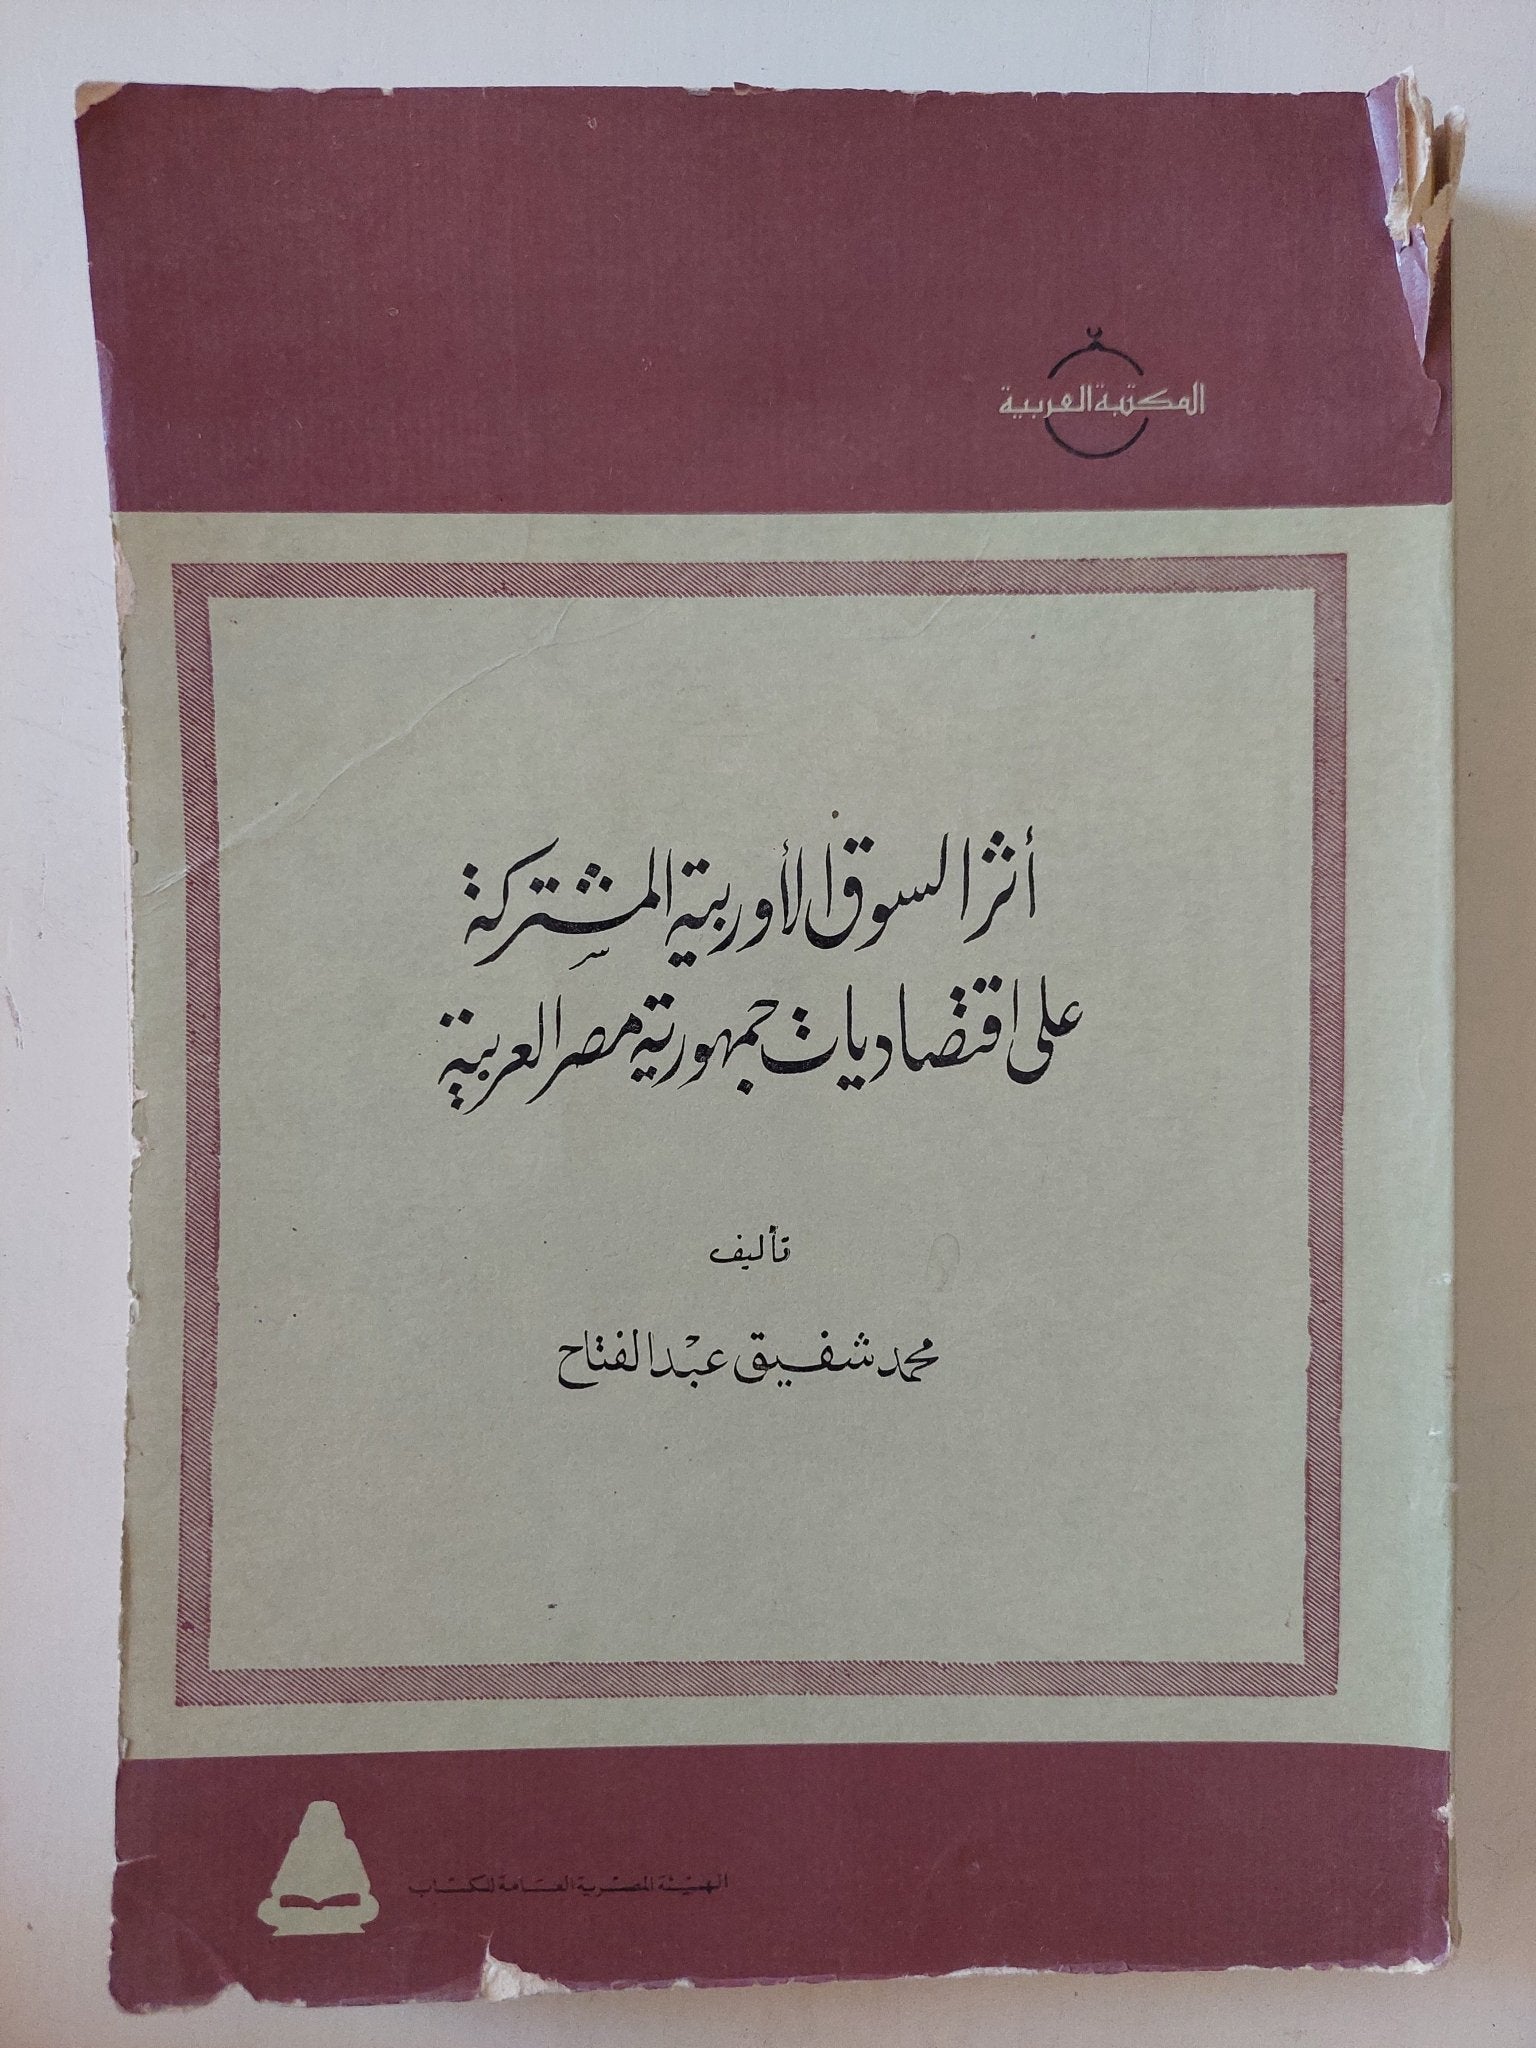 المكتبة العربية
أثر السوق الأوربية المشتركة
على اقتصاديات جمهورية مصر العربية
تأليف
محمد شفيق عبد الفتاح
الهيئة المصرية العامة للكتاب